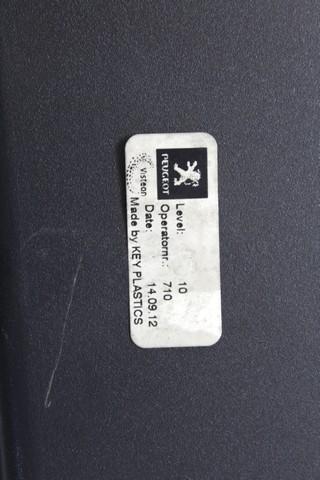 PEUGEOT
Visteon
Level: 10
Operatornr.: 710
Date: 14.09.12
Made by KEY PLASTICS